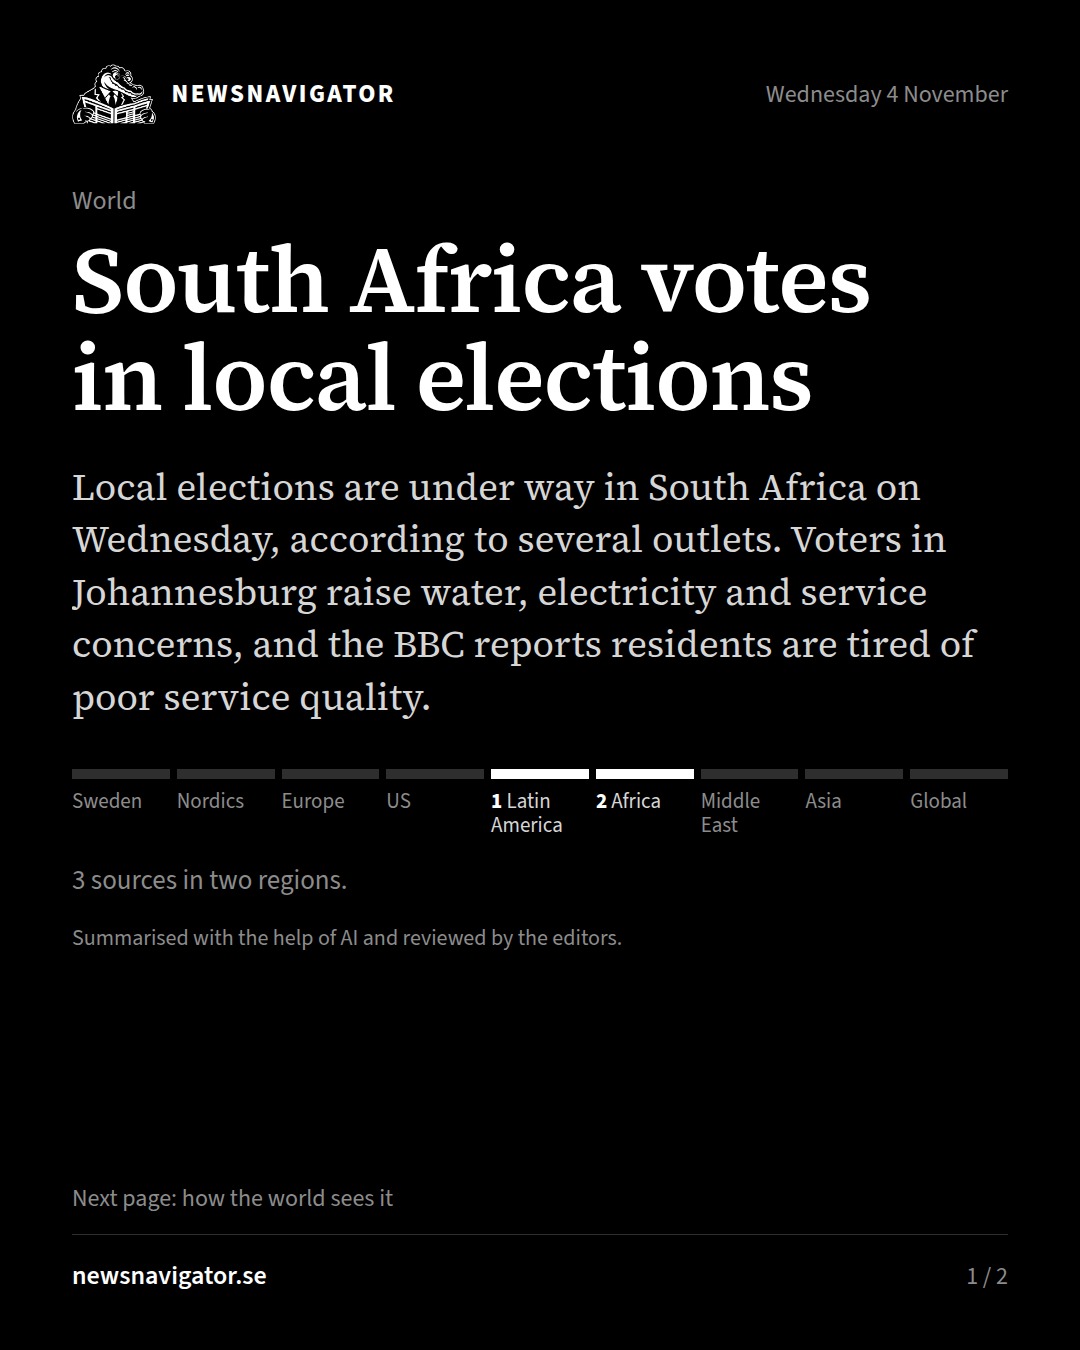 NEWSNAVIGATOR
Wednesday 4 November
World
South Africa votes
in local elections
Local elections are under way in South Africa on
Wednesday, according to several outlets. Voters in
Johannesburg raise water, electricity and service
concerns, and the BBC reports residents are tired of
poor service quality.
Sweden
Nordics
Europe
US
1 Latin
America
2 Africa
Middle
East
Asia
Global
3 sources in two regions.
Summarised with the help of AI and reviewed by the editors.
Next page: how the world sees it
newsnavigator.se
1 / 2